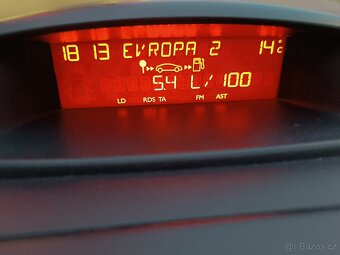 18 13 EVROPA 2 14°C
5.4 L/100
LD RDS TA FM AST
Bazos.cz